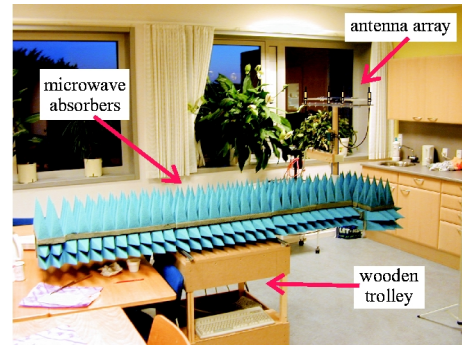 antenna array
microwave
absorbers
wooden
trolley